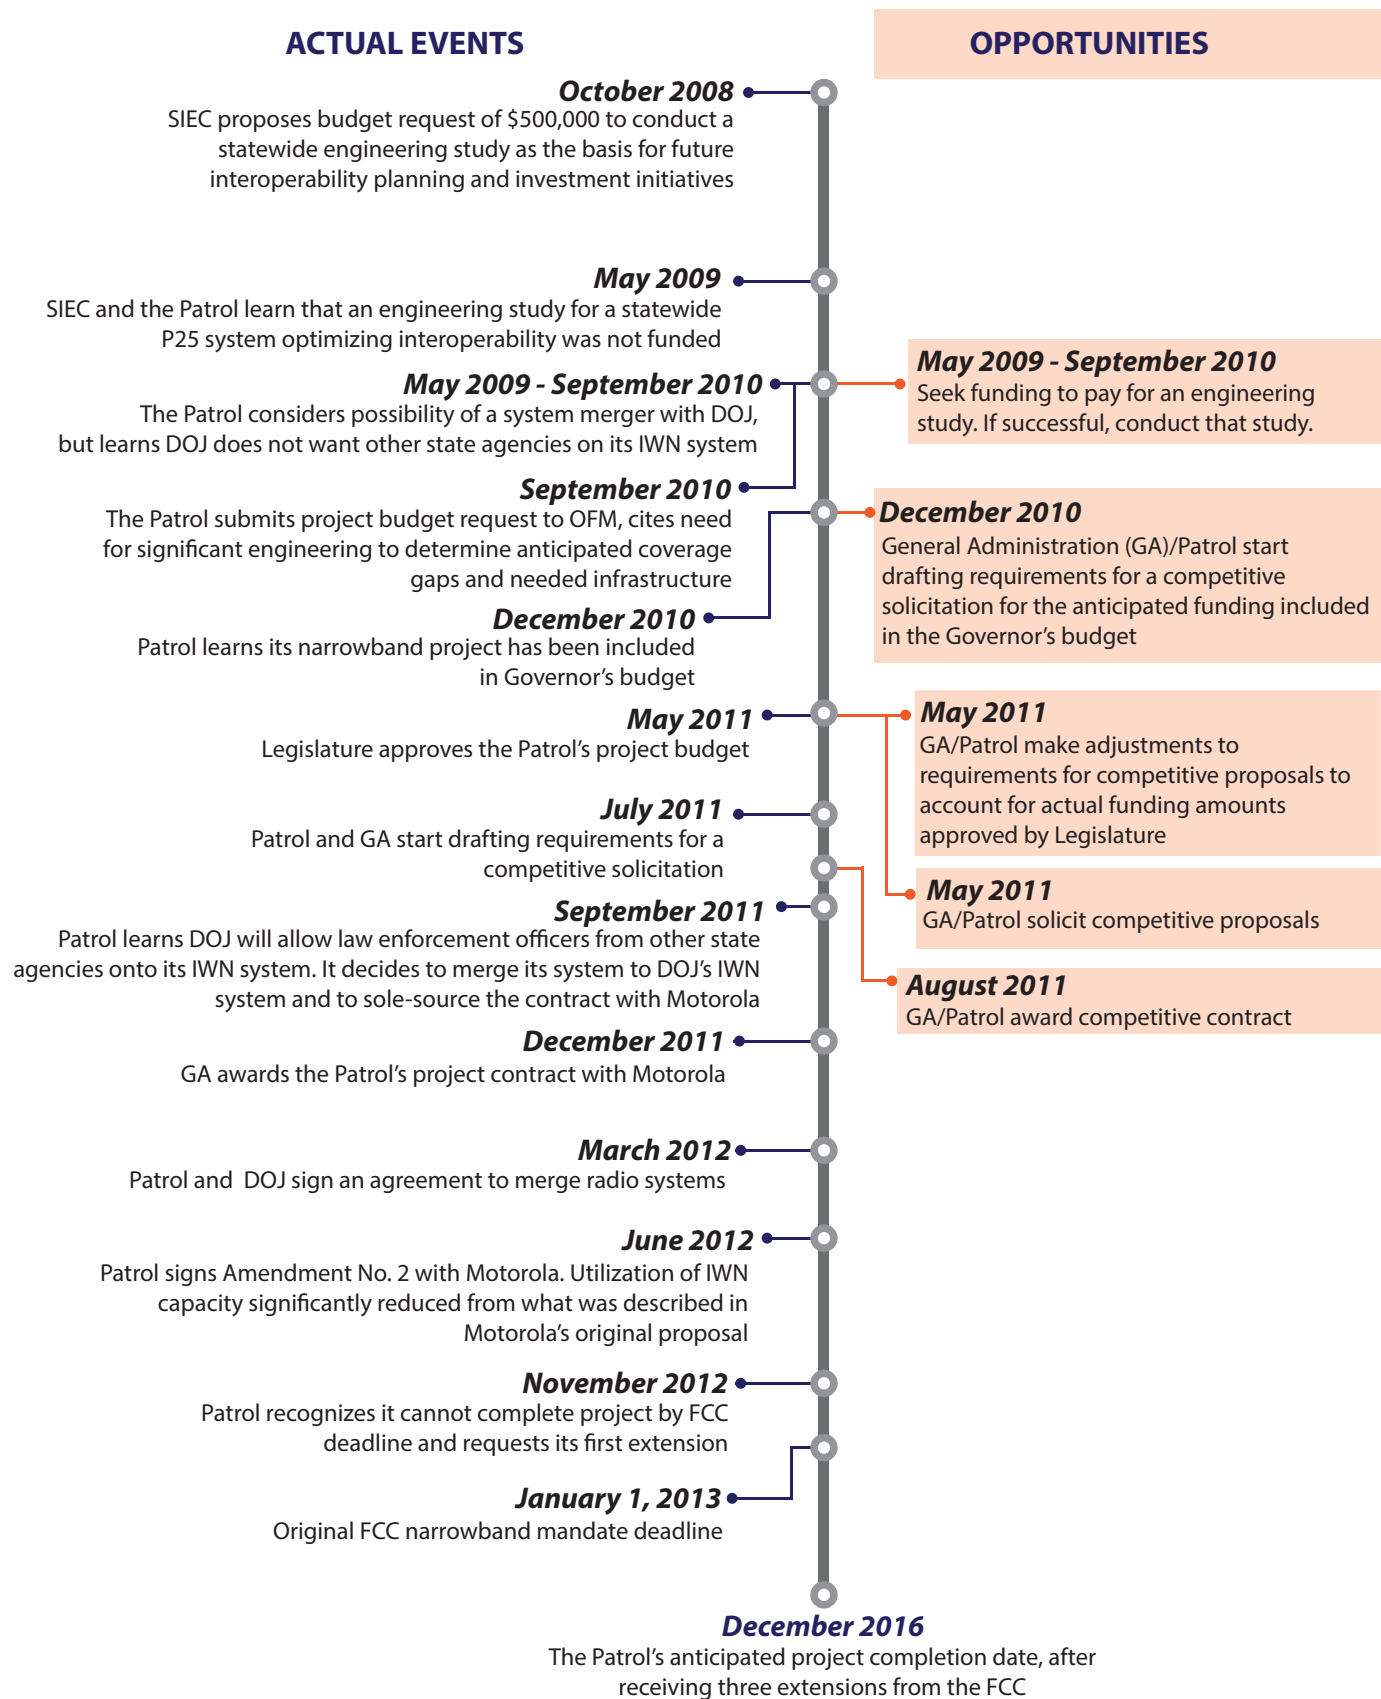 ACTUAL EVENTS
OPPORTUNITIES
October 2008
SIEC proposes budget request of $500,000 to conduct a
statewide engineering study as the basis for future
interoperability planning and investment initiatives
May 2009
SIEC and the Patrol learn that an engineering study for a statewide
P25 system optimizing interoperability was not funded
May 2009 - September 2010
The Patrol considers possibility of a system merger with DOJ,
but learns DOJ does not want other state agencies on its IWN system
May 2009 - September 2010
Seek funding to pay for an engineering
study. If successful, conduct that study.
September 2010
The Patrol submits project budget request to OFM, cites need
for significant engineering to determine anticipated coverage
gaps and needed infrastructure
December 2010
General Administration (GA)/Patrol start
drafting requirements for a competitive
solicitation for the anticipated funding included
in the Governor's budget
December 2010
Patrol learns its narrowband project has been included
in Governor's budget
May 2011
Legislature approves the Patrol's project budget
May 2011
GA/Patrol make adjustments to
requirements for competitive proposals to
account for actual funding amounts
approved by Legislature
July 2011
Patrol and GA start drafting requirements for a
competitive solicitation
May 2011
GA/Patrol solicit competitive proposals
September 2011
Patrol learns DOJ will allow law enforcement officers from other state
agencies onto its IWN system. It decides to merge its system to DOJ's IWN
system and to sole-source the contract with Motorola
August 2011
GA/Patrol award competitive contract
December 2011
GA awards the Patrol's project contract with Motorola
March 2012
Patrol and  DOJ sign an agreement to merge radio systems
June 2012
Patrol signs Amendment No. 2 with Motorola. Utilization of IWN
capacity significantly reduced from what was described in
Motorola's original proposal
November 2012
Patrol recognizes it cannot complete project by FCC
deadline and requests its first extension
January 1, 2013
Original FCC narrowband mandate deadline
December 2016
The Patrol's anticipated project completion date, after
receiving three extensions from the FCC